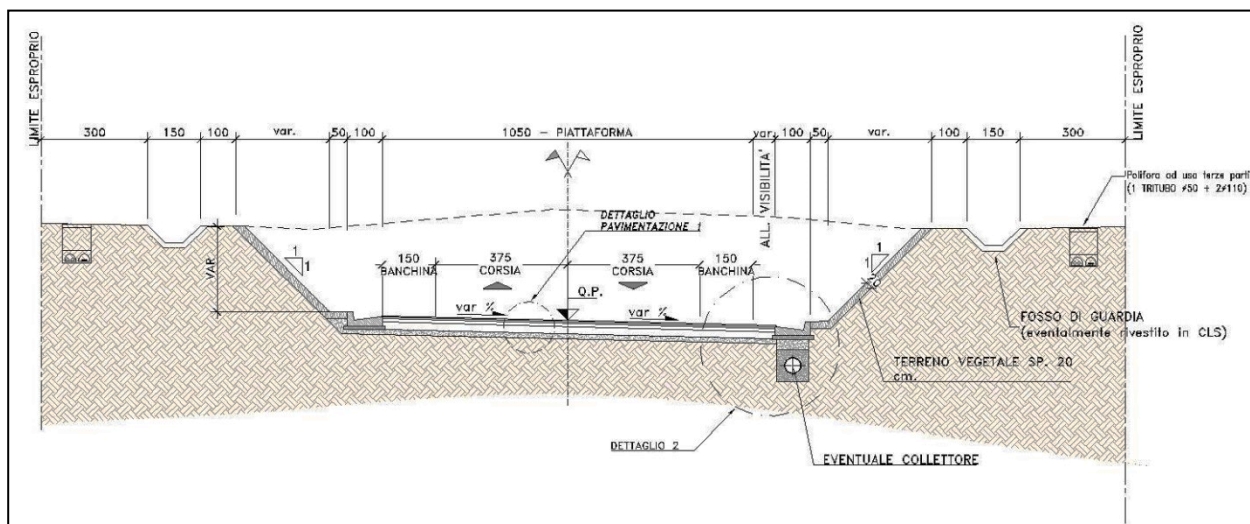 LIMITE ESPROPRIO
LIMITE ESPROPRIO
300 150 100 var. 50 100 1050 - PIATTAFORMA var. 100 50 var. 100 150 300
ALL. VISIBILITA'
Polifora ad uso terze parti
(1 TRITUBO ø50 + 2ø110)
DETTAGLIO
PAVIMENTAZIONE 1
VAR.
1
1
1
1
20
150 375 375 150
BANCHINA CORSIA CORSIA BANCHINA
Q.P.
var % var %
FOSSO DI GUARDIA
(eventalmente rivestito in CLS)
TERRENO VEGETALE SP. 20
cm.
DETTAGLIO 2
EVENTUALE COLLETTORE